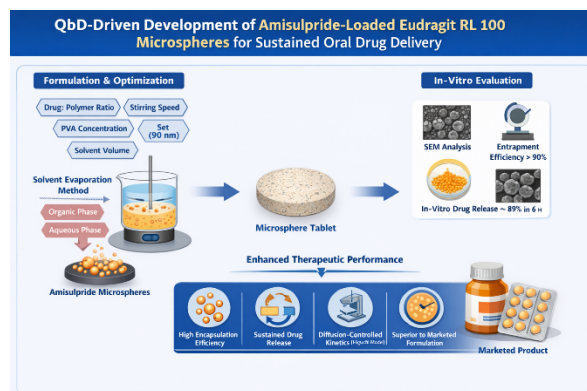 QbD-Driven Development of Amisulpride-Loaded Eudragit RL 100
Microspheres for Sustained Oral Drug Delivery
Formulation & Optimization
Drug: Polymer Ratio
Stirring Speed
PVA Concentration
Set
(90 nm)
Solvent Volume
Solvent Evaporation
Method
Organic Phase
Aqueous Phase
Amisulpride Microspheres
Microsphere Tablet
In-Vitro Evaluation
SEM Analysis
Entrapment
Efficiency > 90%
In-Vitro Drug Release ~ 89% in 6 H
Enhanced Therapeutic Performance
High Encapsulation
Efficiency
Sustained Drug
Release
Diffusion-Controlled
Kinetics (Higuchi Model)
Superior to Marketed
Formulation
Marketed Product